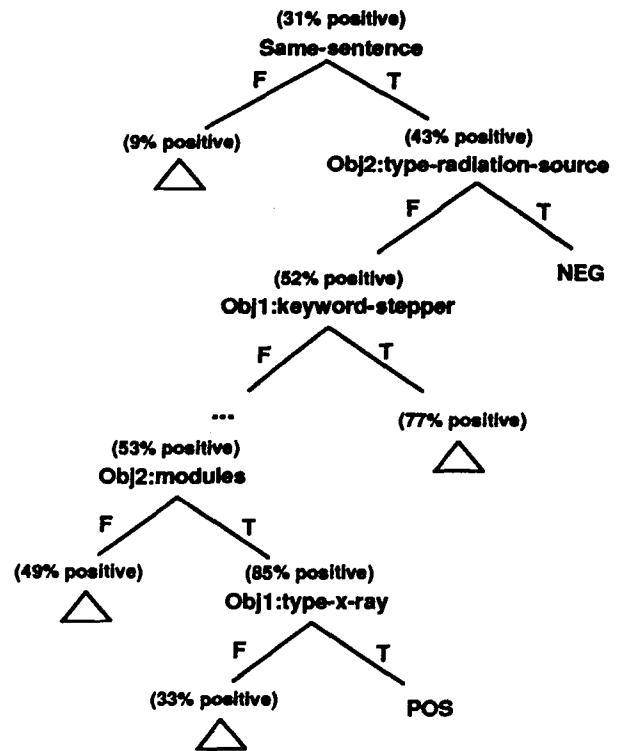 (31% positive)
Same-sentence
F T
(9% positive)
(43% positive)
Obj2:type-radiation-source
F T
NEG
(52% positive)
Obj1:keyword-stepper
F T
...
(77% positive)
(53% positive)
Obj2:modules
F T
(49% positive)
(85% positive)
Obj1:type-x-ray
F T
(33% positive)
POS